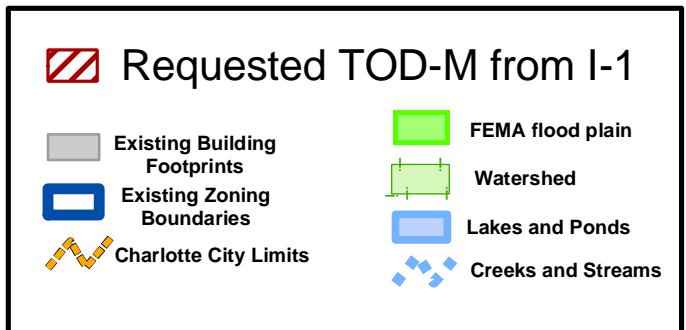 Requested TOD-M from I-1
Existing Building
Footprints
Existing Zoning
Boundaries
Charlotte City Limits
FEMA flood plain
Watershed
Lakes and Ponds
Creeks and Streams